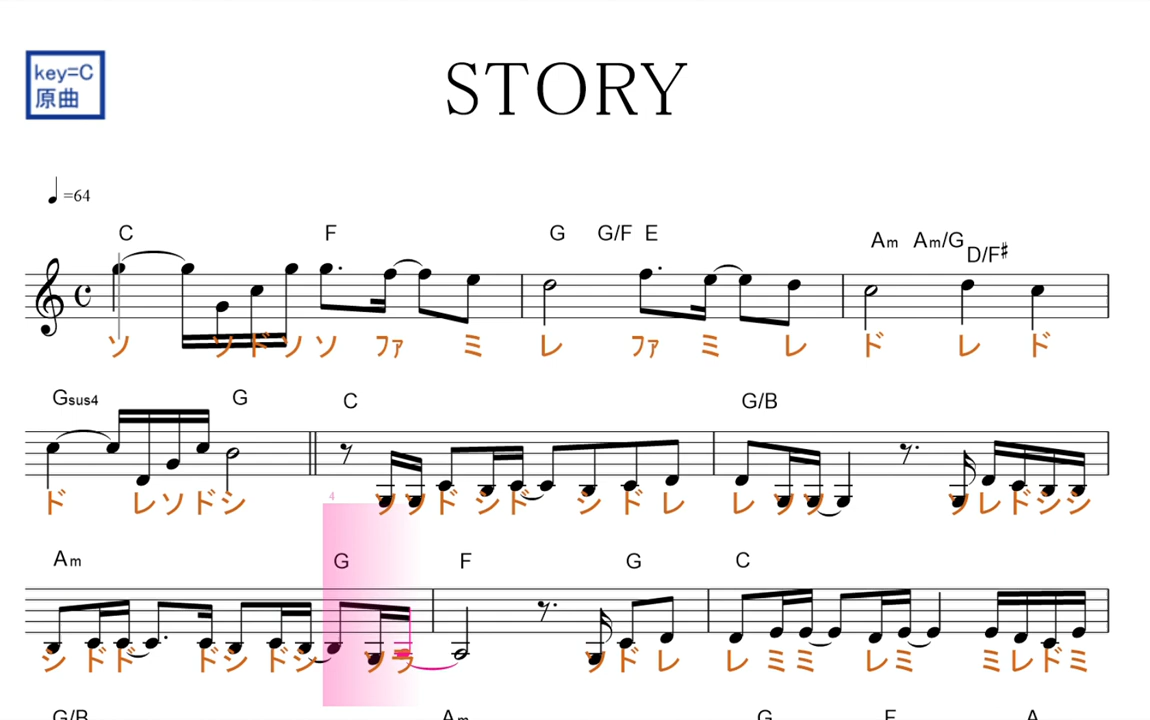 key=C
原曲
STORY
=64
C F G G/F E Am Am/G D/F#
ソ ソ ド ソ ソ ファ ミ レ ファ ミ レ ド レ ド
Gsus4 G C G/B
ド レ ソ ド シ ソ ソ ド シ ド シ ド レ レ ソ ソ ソ レ ド シ シ
4
Am G F G C
シ ド ド ド シ ド シ ソ ラ ソ ド レ レ ミ ミ レ ミ ミ レ ド ミ
G/B Am G F A